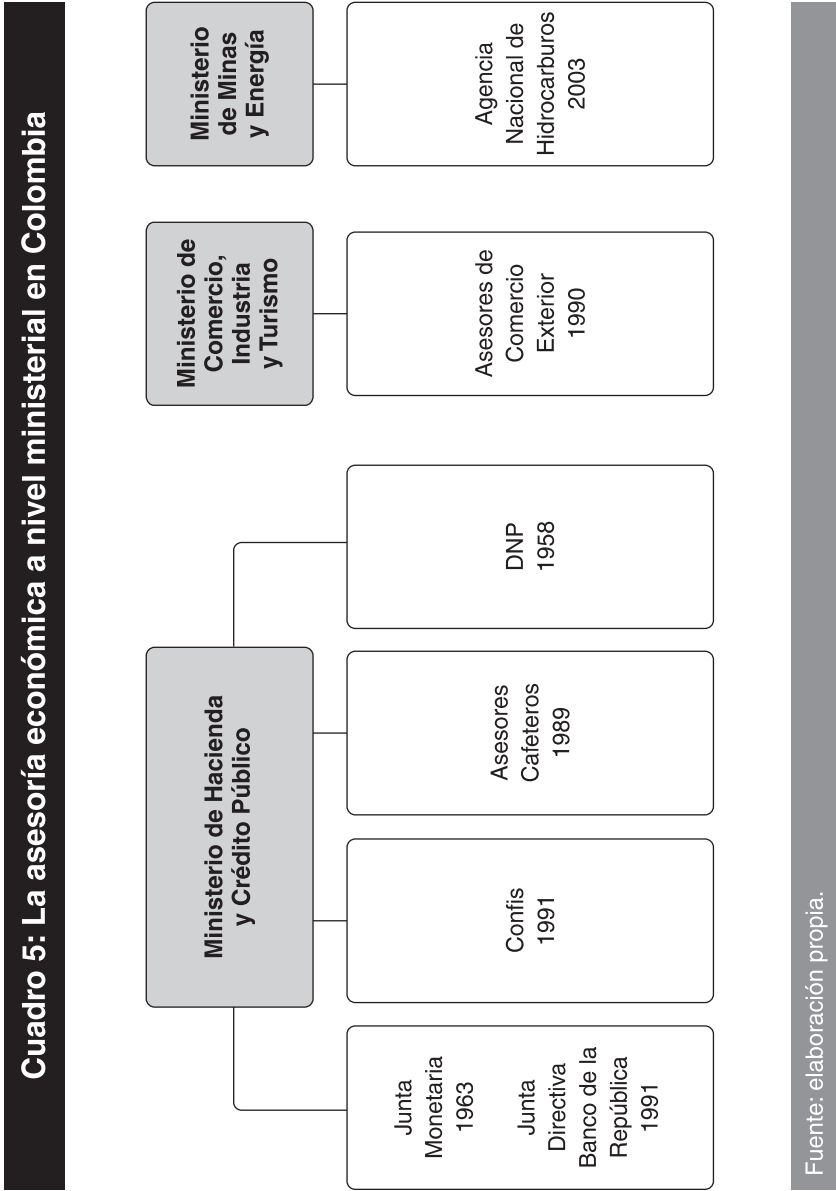 Cuadro 5: La asesoría económica a nivel ministerial en Colombia
Ministerio de Hacienda
y Crédito Público
Ministerio de
Comercio,
Industria
y Turismo
Ministerio
de Minas
y Energía
Junta
Monetaria
1963
Junta
Directiva
Banco de la
República
1991
Confis
1991
Asesores
Cafeteros
1989
DNP
1958
Asesores de
Comercio
Exterior
1990
Agencia
Nacional de
Hidrocarburos
2003
Fuente: elaboración propia.